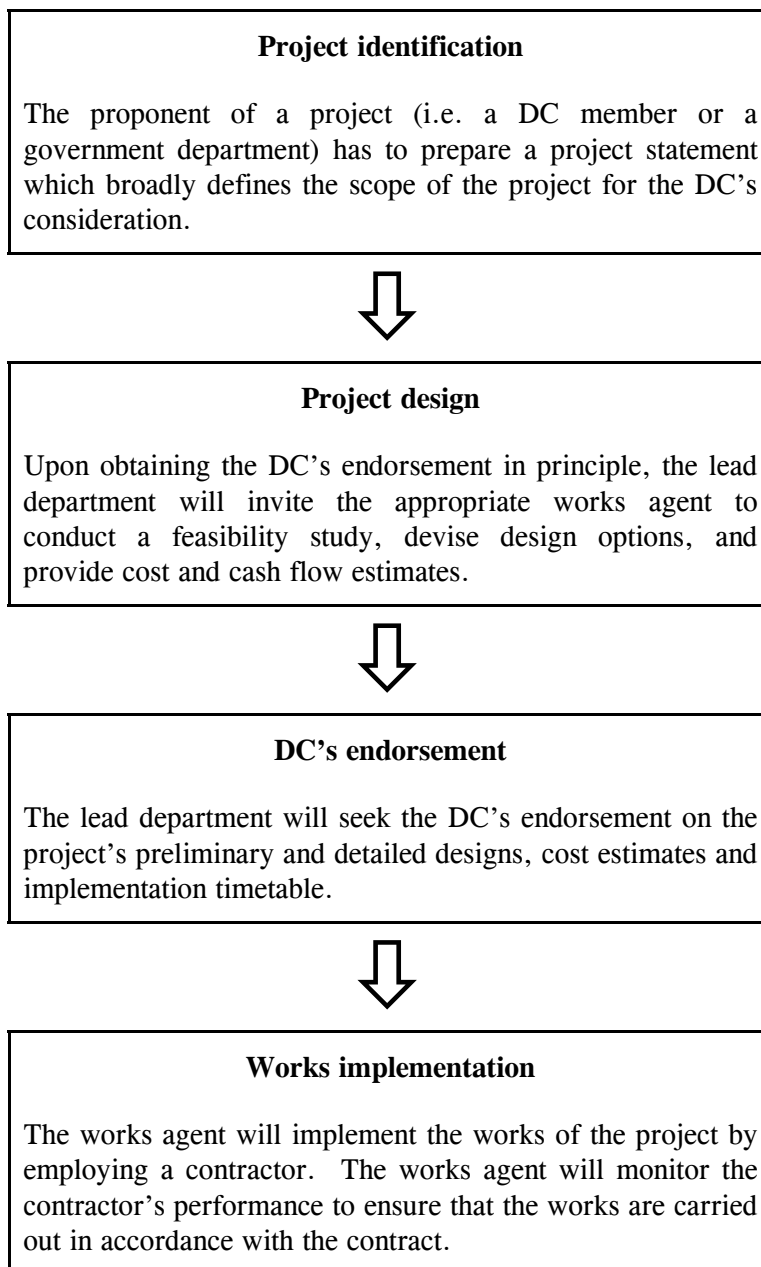 Project identification
The proponent of a project (i.e. a DC member or a
government department) has to prepare a project statement
which broadly defines the scope of the project for the DC’s
consideration.
Project design
Upon obtaining the DC’s endorsement in principle, the lead
department will invite the appropriate works agent to
conduct a feasibility study, devise design options, and
provide cost and cash flow estimates.
DC’s endorsement
The lead department will seek the DC’s endorsement on the
project’s preliminary and detailed designs, cost estimates and
implementation timetable.
Works implementation
The works agent will implement the works of the project by
employing a contractor.  The works agent will monitor the
contractor’s performance to ensure that the works are carried
out in accordance with the contract.